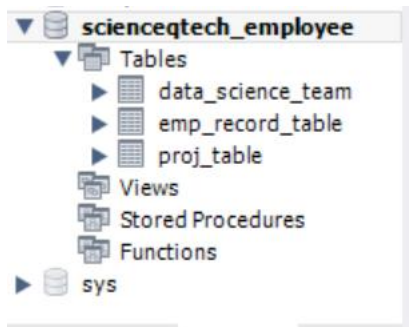 scienceqtech_employee
Tables
data_science_team
emp_record_table
proj_table
Views
Stored Procedures
Functions
sys